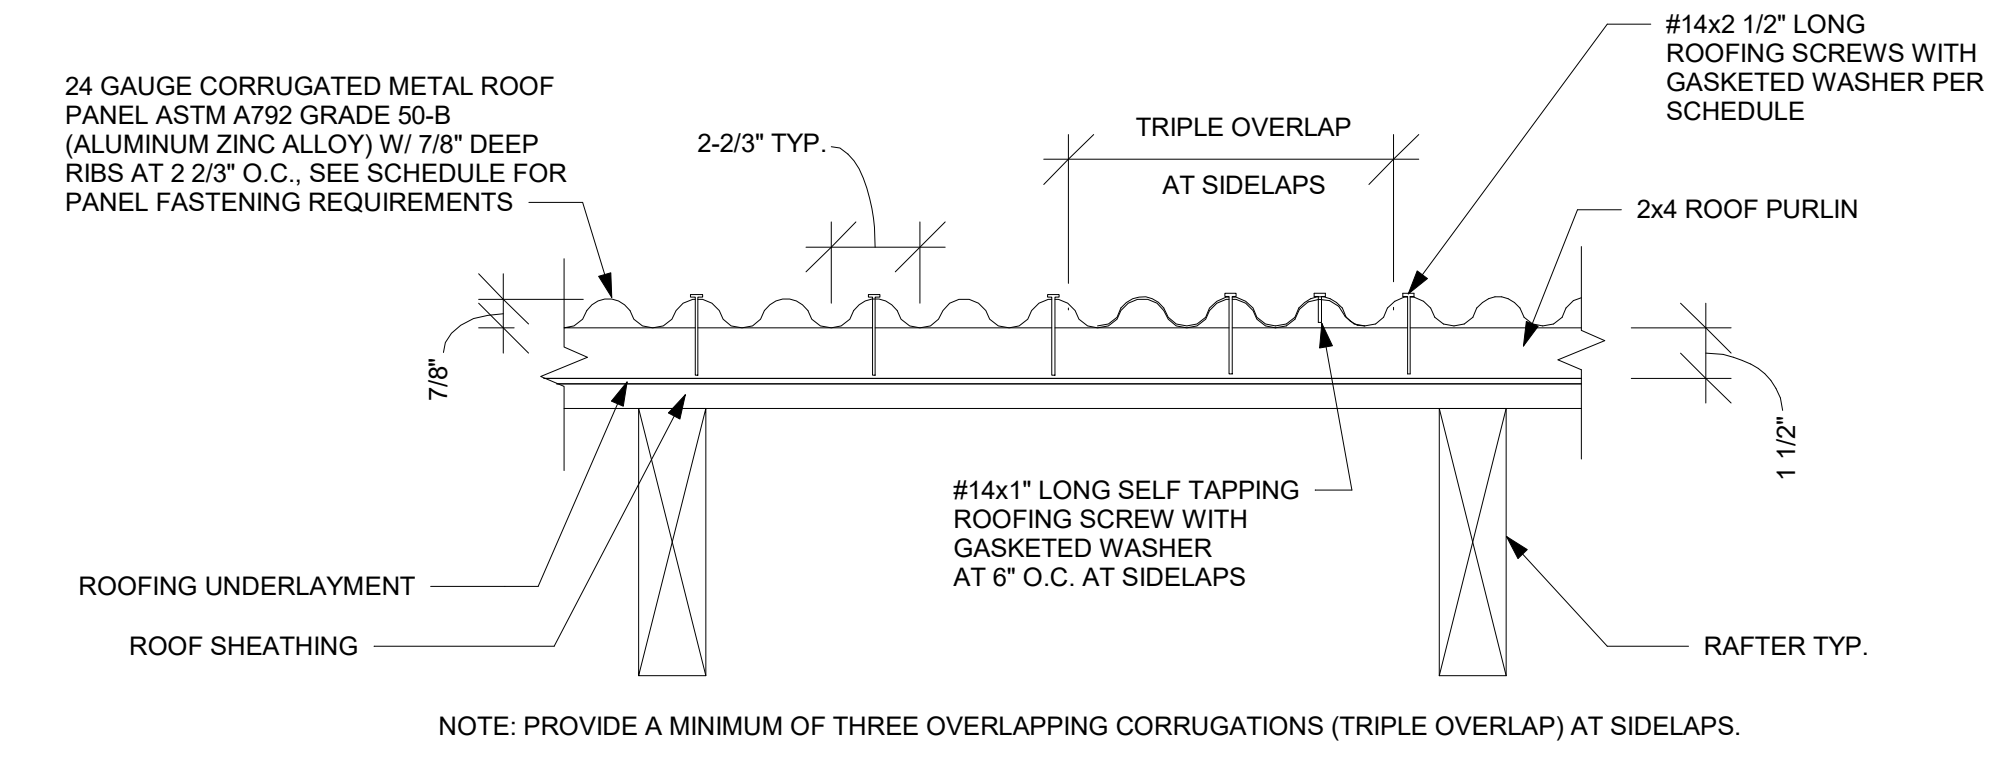 #14x2 1/2" LONG
ROOFING SCREWS WITH
GASKETED WASHER PER
SCHEDULE
24 GAUGE CORRUGATED METAL ROOF
PANEL ASTM A792 GRADE 50-B
(ALUMINUM ZINC ALLOY) W/ 7/8" DEEP
RIBS AT 2 2/3" O.C., SEE SCHEDULE FOR
PANEL FASTENING REQUIREMENTS
2-2/3" TYP.
TRIPLE OVERLAP
AT SIDELAPS
2x4 ROOF PURLIN
7/8"
1 1/2"
#14x1" LONG SELF TAPPING
ROOFING SCREW WITH
GASKETED WASHER
AT 6" O.C. AT SIDELAPS
ROOFING UNDERLAYMENT
ROOF SHEATHING
RAFTER TYP.
NOTE: PROVIDE A MINIMUM OF THREE OVERLAPPING CORRUGATIONS (TRIPLE OVERLAP) AT SIDELAPS.